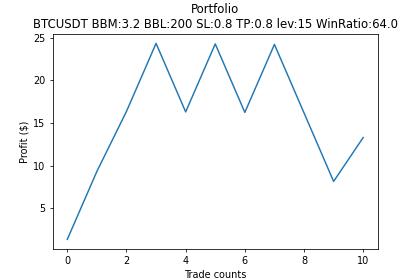 Portfolio
BTCUSDT BBM:3.2 BBL:200 SL:0.8 TP:0.8 lev:15 WinRatio:64.0
25
20
15
10
5
Profit ($)
0 2 4 6 8 10
Trade counts